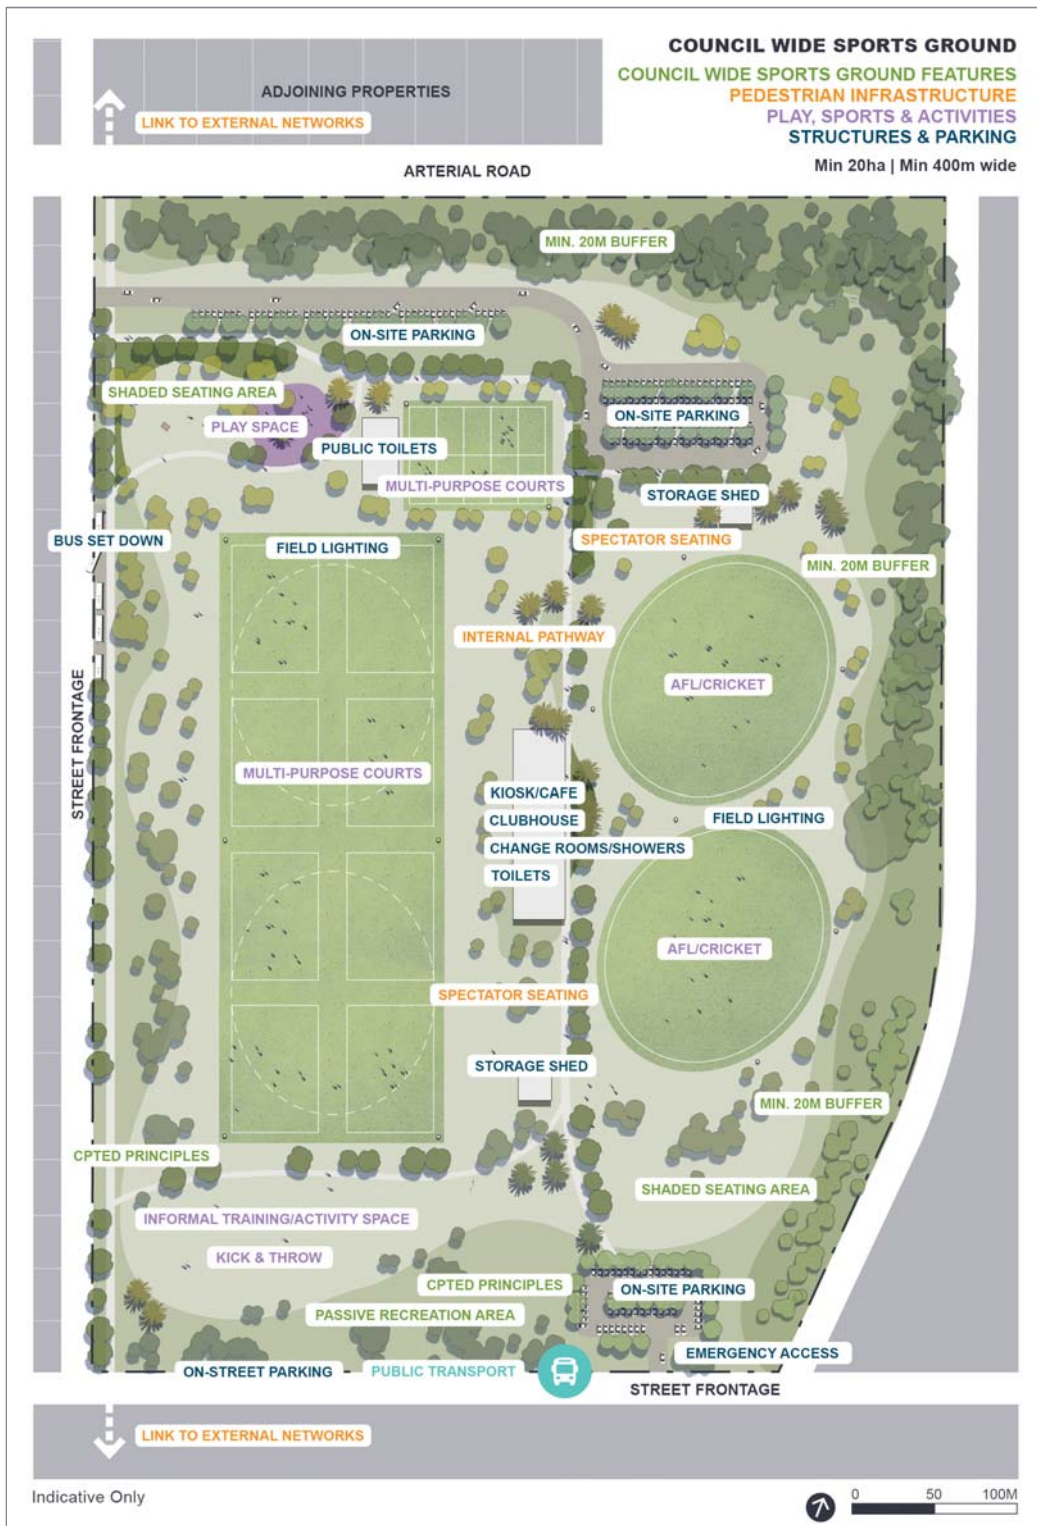 COUNCIL WIDE SPORTS GROUND
COUNCIL WIDE SPORTS GROUND FEATURES
PEDESTRIAN INFRASTRUCTURE
PLAY, SPORTS & ACTIVITIES
STRUCTURES & PARKING
Min 20ha | Min 400m wide
ADJOINING PROPERTIES
LINK TO EXTERNAL NETWORKS
ARTERIAL ROAD
MIN. 20M BUFFER
ON-SITE PARKING
SHADED SEATING AREA
PLAY SPACE
ON-SITE PARKING
PUBLIC TOILETS
MULTI-PURPOSE COURTS
STORAGE SHED
BUS SET DOWN
FIELD LIGHTING
SPECTATOR SEATING
MIN. 20M BUFFER
INTERNAL PATHWAY
AFL/CRICKET
STREET FRONTAGE
MULTI-PURPOSE COURTS
KIOSK/CAFE
CLUBHOUSE
FIELD LIGHTING
CHANGE ROOMS/SHOWERS
TOILETS
AFL/CRICKET
SPECTATOR SEATING
STORAGE SHED
MIN. 20M BUFFER
CPTED PRINCIPLES
SHADED SEATING AREA
INFORMAL TRAINING/ACTIVITY SPACE
KICK & THROW
CPTED PRINCIPLES
ON-SITE PARKING
PASSIVE RECREATION AREA
EMERGENCY ACCESS
ON-STREET PARKING
PUBLIC TRANSPORT
STREET FRONTAGE
LINK TO EXTERNAL NETWORKS
Indicative Only
0 50 100M